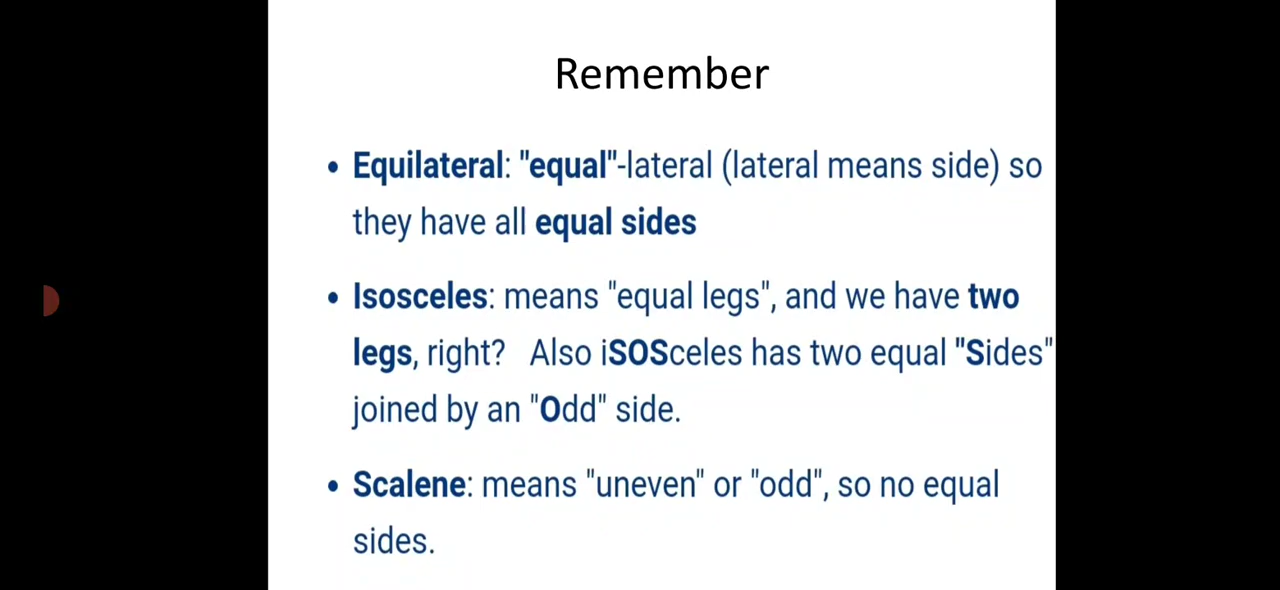 Remember
• Equilateral: "equal"-lateral (lateral means side) so
they have all equal sides
• Isosceles: means "equal legs", and we have two
legs, right? Also iSOSceles has two equal "Sides"
joined by an "Odd" side.
• Scalene: means "uneven" or "odd", so no equal
sides.